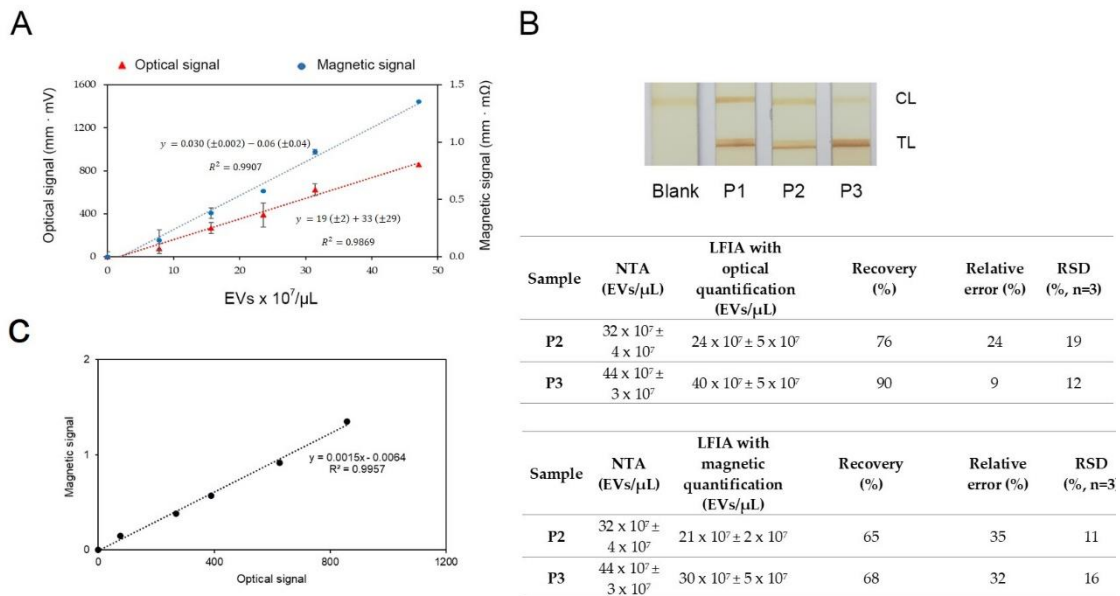 A
Optical signal
Magnetic signal
1600
1200
800
400
0
Optical signal (mm · mV)
1.5
1.0
0.5
0.0
Magnetic signal (mm · mΩ)
y = 0.030 (±0.002) − 0.06 (±0.04)
R² = 0.9907
y = 19 (±2) + 33 (±29)
R² = 0.9869
0 10 20 30 40 50
EVs x 10⁷/µL
B
CL
TL
Blank P1 P2 P3
Sample NTA (EVs/µL) LFIA with optical quantification (EVs/µL) Recovery (%) Relative error (%) RSD (%, n=3)
P2 32 x 10⁷ ± 4 x 10⁷ 24 x 10⁷ ± 5 x 10⁷ 76 24 19
P3 44 x 10⁷ ± 3 x 10⁷ 40 x 10⁷ ± 5 x 10⁷ 90 9 12
Sample NTA (EVs/µL) LFIA with magnetic quantification (EVs/µL) Recovery (%) Relative error (%) RSD (%, n=3)
P2 32 x 10⁷ ± 4 x 10⁷ 21 x 10⁷ ± 2 x 10⁷ 65 35 11
P3 44 x 10⁷ ± 3 x 10⁷ 30 x 10⁷ ± 5 x 10⁷ 68 32 16
C
2
1
0
Magnetic signal
y = 0.0015x - 0.0064
R² = 0.9957
0 400 800 1200
Optical signal